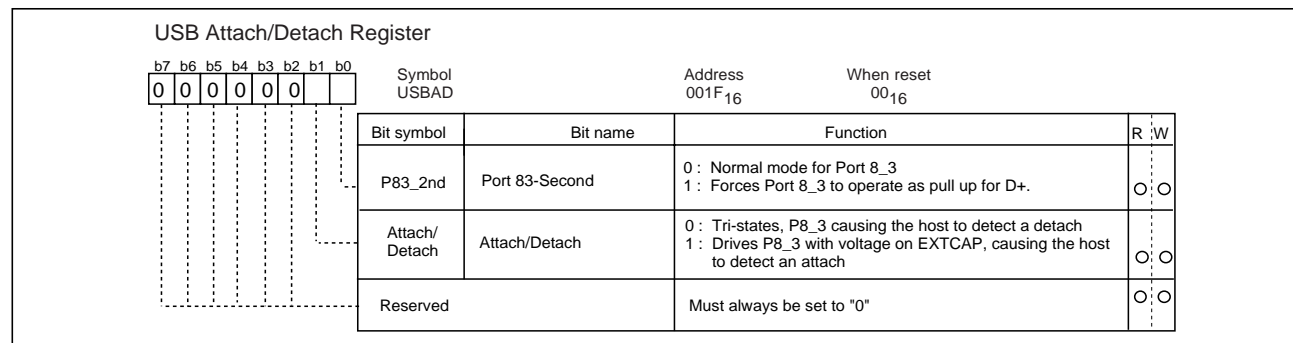 USB Attach/Detach Register
b7 b6 b5 b4 b3 b2 b1 b0
0 0 0 0 0 0
Symbol Address When reset
USBAD 001F16 0016
Bit symbol Bit name Function R W
P83_2nd Port 83-Second
0 : Normal mode for Port 8_3
1 : Forces Port 8_3 to operate as pull up for D+.
Attach/
Detach
Attach/Detach
0 : Tri-states, P8_3 causing the host to detect a detach
1 : Drives P8_3 with voltage on EXTCAP, causing the host
to detect an attach
Reserved Must always be set to "0"